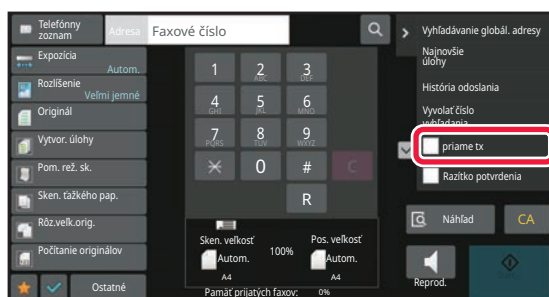 Telefónny
zoznam
Adresa
Faxové číslo
Expozícia
Autom.
Rozlíšenie
Veľmi jemné
Originál
Vytvor. úlohy
Pom. rež. sk.
Sken. ťažkého pap.
Rôz.veľk.orig.
Počítanie originálov
Ostatné
1
2
ABC
3
DEF
4
GHI
5
JKL
6
MNO
7
PQRS
8
TUV
9
WXYZ
0
#
C
R
Sken. veľkosť
Autom.
A4
100%
Pos. veľkosť
Autom.
A4
Pamäť prijatých faxov: 0%
Vyhľadávanie globál. adresy
Najnovšie
úlohy
História odoslania
Vyvolať číslo
vyhľadania
priame tx
Razítko potvrdenia
Náhľad
CA
Reprod.